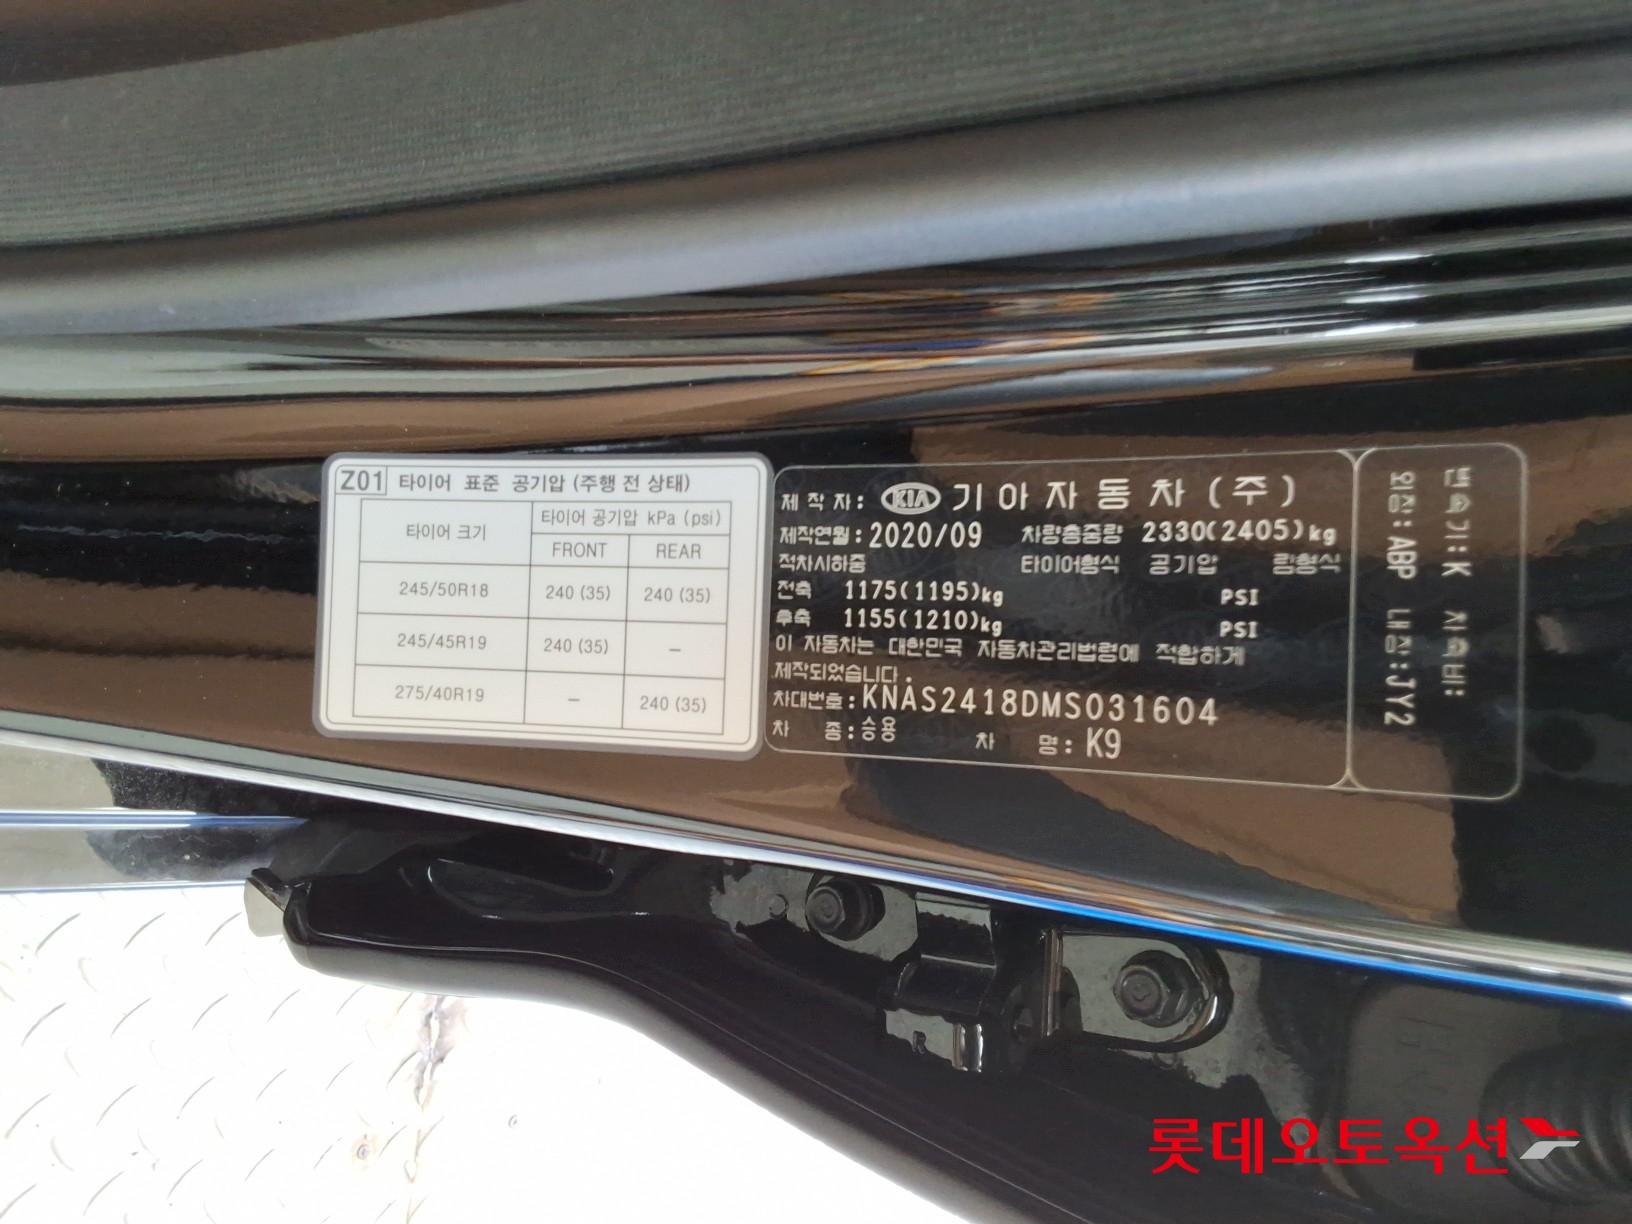 Z01 타이어 표준 공기압 (주행 전 상태)
타이어 크기 타이어 공기압 kPa (psi)
FRONT REAR
245/50R18 240 (35) 240 (35)
245/45R19 240 (35) –
275/40R19 – 240 (35)
제 작 자 : KIA 기아자동차(주)
제작연월:2020/09 차량총중량 2330(2405)kg
적차시하중 타이어형식 공기압 림형식
전축 1175(1195)kg PSI
후축 1155(1210)kg PSI
이 자동차는 대한민국 자동차관리법령에 적합하게
제작되었습니다.
차대번호:KNAS2418DMS031604
차 종:승용 차 명:K9
변속기:K 저축비:
외장:ABP 내장:JY2
R
롯데오토옥션